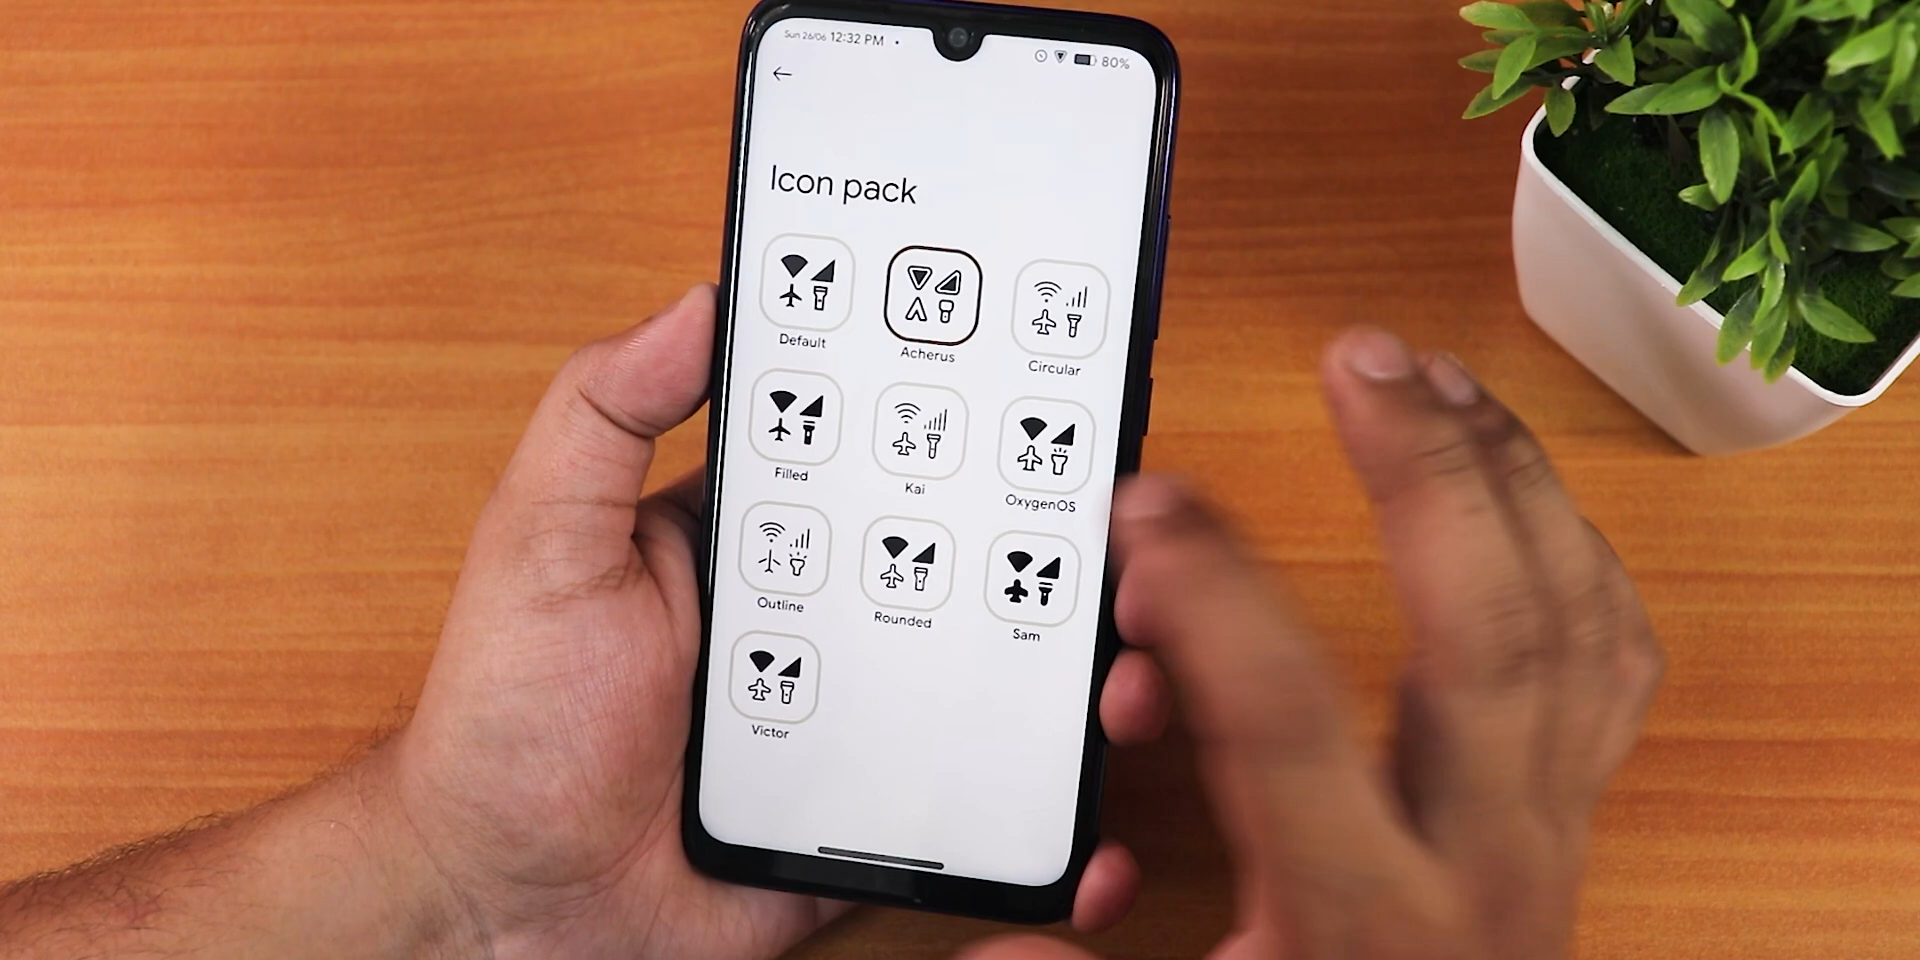 Sun 26/06 12:32 PM
80%
Icon pack
Default
Acherus
Circular
Filled
Kai
OxygenOS
Outline
Rounded
Sam
Victor